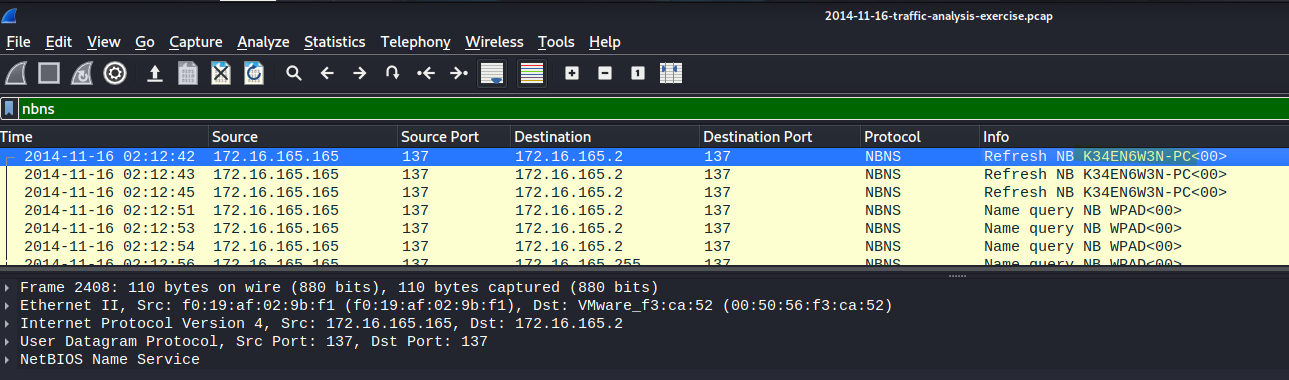 2014-11-16-traffic-analysis-exercise.pcap
File Edit View Go Capture Analyze Statistics Telephony Wireless Tools Help
nbns
Time Source Source Port Destination Destination Port Protocol Info
2014-11-16 02:12:42 172.16.165.165 137 172.16.165.2 137 NBNS Refresh NB K34EN6W3N-PC<00>
2014-11-16 02:12:43 172.16.165.165 137 172.16.165.2 137 NBNS Refresh NB K34EN6W3N-PC<00>
2014-11-16 02:12:45 172.16.165.165 137 172.16.165.2 137 NBNS Refresh NB K34EN6W3N-PC<00>
2014-11-16 02:12:51 172.16.165.165 137 172.16.165.2 137 NBNS Name query NB WPAD<00>
2014-11-16 02:12:53 172.16.165.165 137 172.16.165.2 137 NBNS Name query NB WPAD<00>
2014-11-16 02:12:54 172.16.165.165 137 172.16.165.2 137 NBNS Name query NB WPAD<00>
2014-11-16 02:12:56 172.16.165.165 137 172.16.165.255 137 NBNS Name query NB WPAD<00>
Frame 2408: 110 bytes on wire (880 bits), 110 bytes captured (880 bits)
Ethernet II, Src: f0:19:af:02:9b:f1 (f0:19:af:02:9b:f1), Dst: VMware_f3:ca:52 (00:50:56:f3:ca:52)
Internet Protocol Version 4, Src: 172.16.165.165, Dst: 172.16.165.2
User Datagram Protocol, Src Port: 137, Dst Port: 137
NetBIOS Name Service